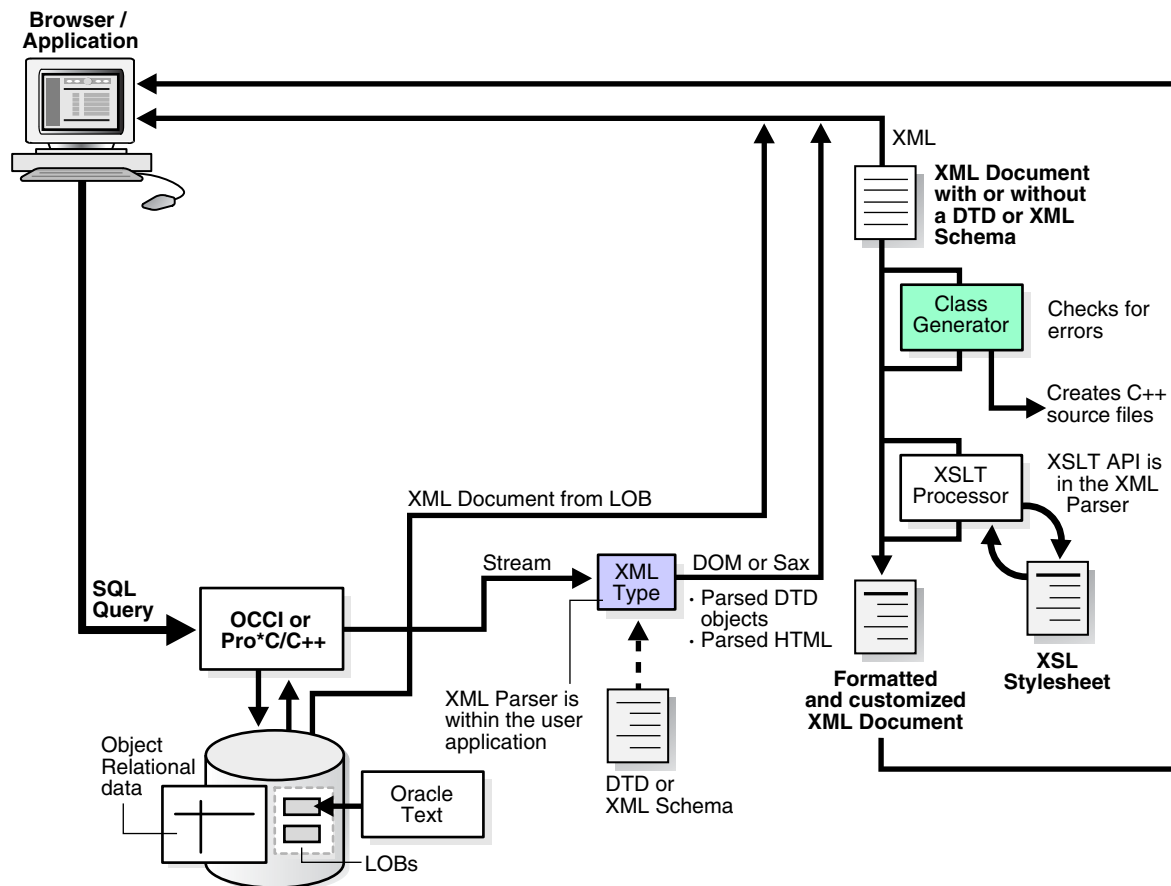 Browser /
Application
XML
XML Document
with or without
a DTD or XML
Schema
Class
Generator
Checks for
errors
Creates C++
source files
XSLT
Processor
XSLT API is
in the XML
Parser
XML Document from LOB
Stream
XML
Type
DOM or Sax
· Parsed DTD
objects
· Parsed HTML
SQL
Query
OCCI or
Pro*C/C++
XML Parser is
within the user
application
DTD or
XML Schema
Formatted
and customized
XML Document
XSL
Stylesheet
Object
Relational
data
Oracle
Text
LOBs